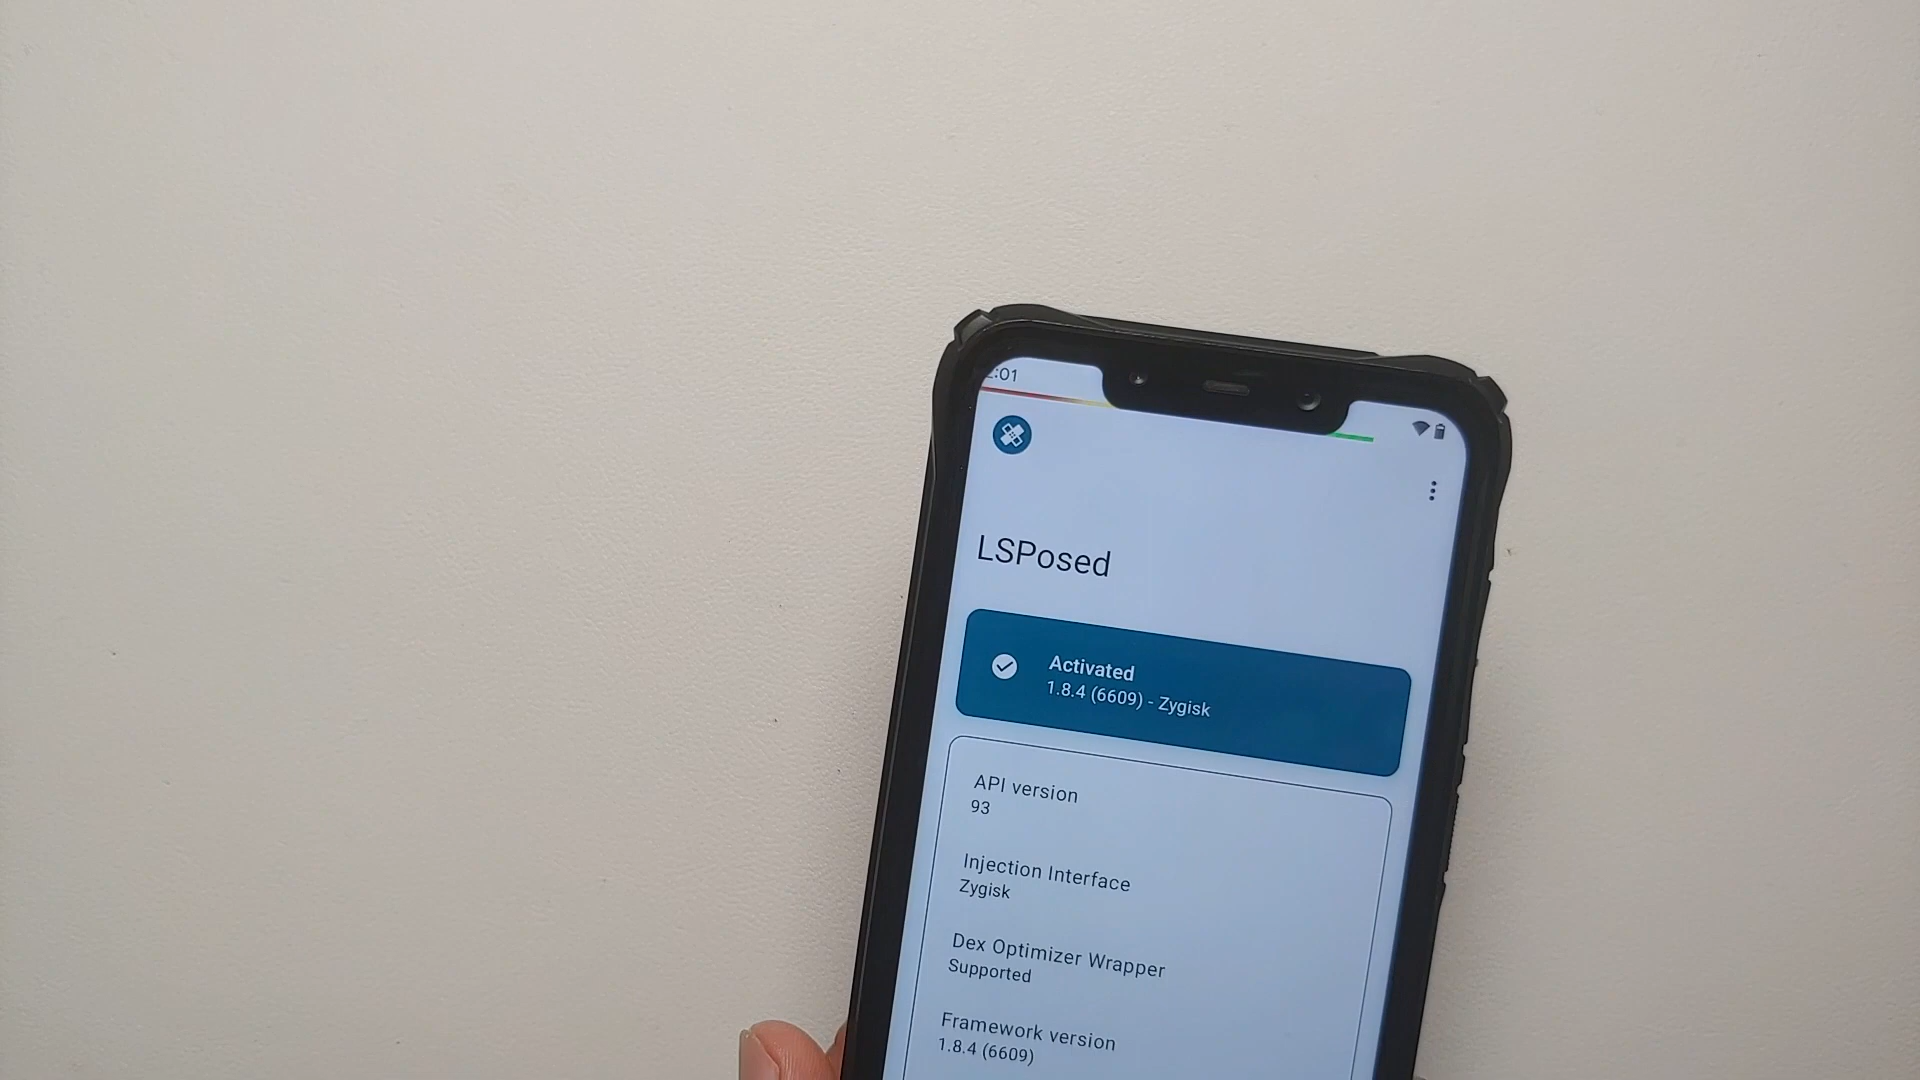 :01
LSPosed
Activated
1.8.4 (6609) - Zygisk
API version
93
Injection Interface
Zygisk
Dex Optimizer Wrapper
Supported
Framework version
1.8.4 (6609)